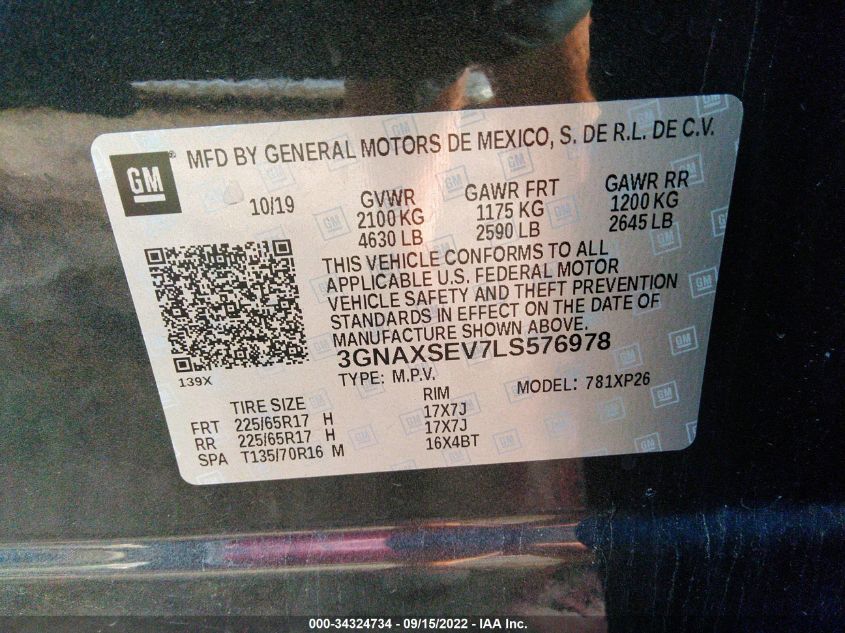 GM ® MFD BY GENERAL MOTORS DE MEXICO, S. DE R.L. DE C.V.
10/19
GVWR GAWR FRT GAWR RR
2100 KG 1175 KG 1200 KG
4630 LB 2590 LB 2645 LB
THIS VEHICLE CONFORMS TO ALL
APPLICABLE U.S. FEDERAL MOTOR
VEHICLE SAFETY AND THEFT PREVENTION
STANDARDS IN EFFECT ON THE DATE OF
MANUFACTURE SHOWN ABOVE.
3GNAXSEV7LS576978
139X
TYPE: M.P.V. MODEL: 781XP26
TIRE SIZE RIM
FRT 225/65R17 H 17X7J
RR 225/65R17 H 17X7J
SPA T135/70R16 M 16X4BT
000-34324734 - 09/15/2022 - IAA Inc.